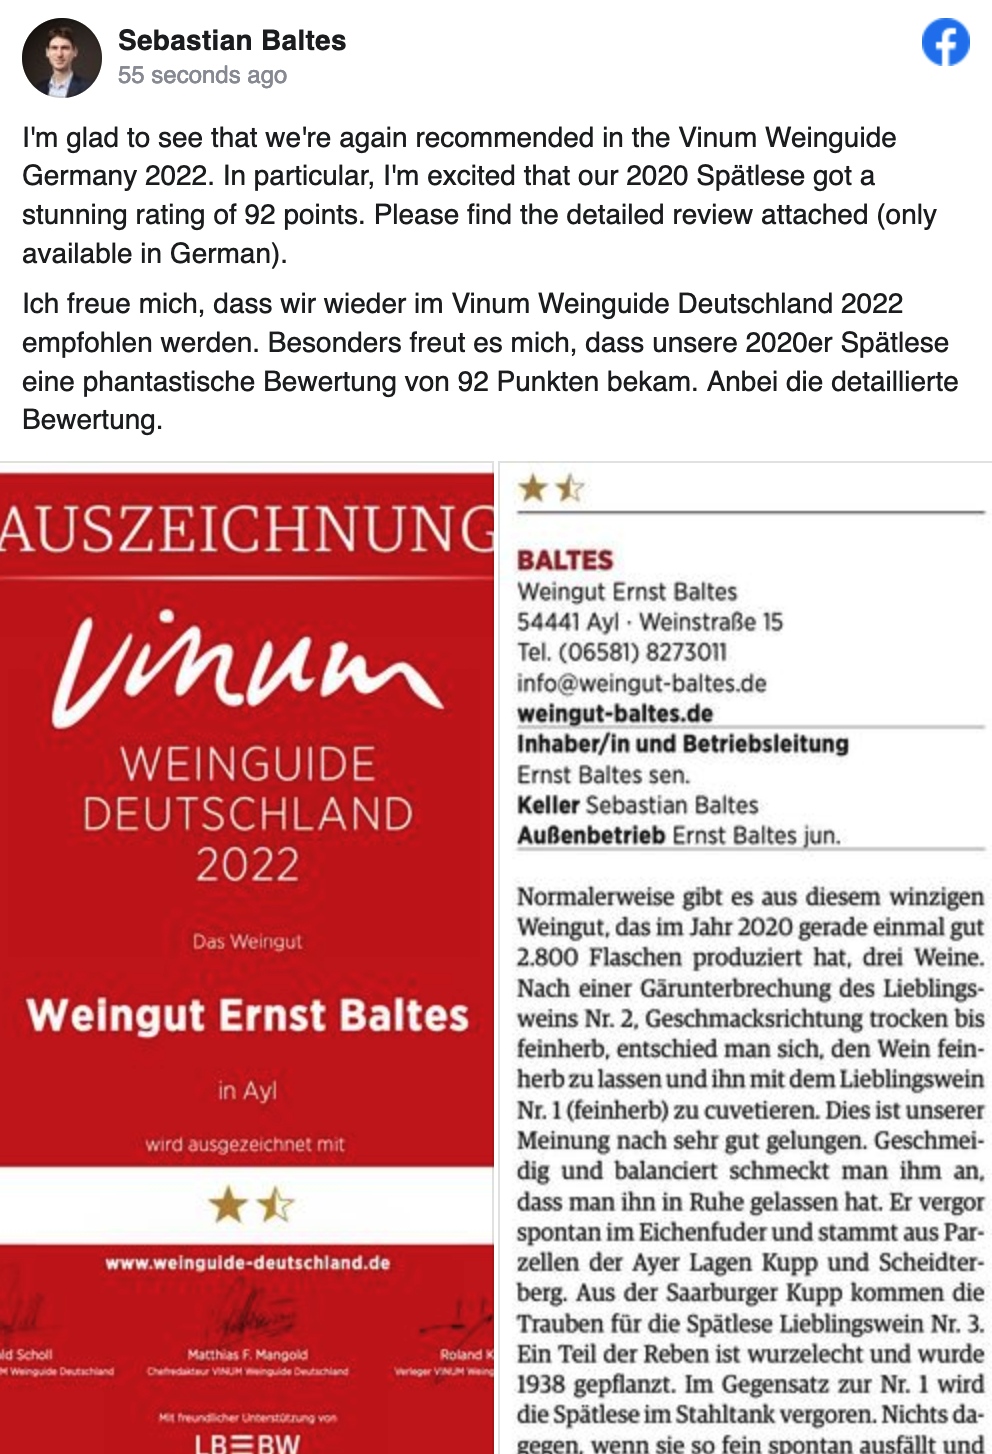 Sebastian Baltes
55 seconds ago
I'm glad to see that we're again recommended in the Vinum Weinguide
Germany 2022. In particular, I'm excited that our 2020 Spätlese got a
stunning rating of 92 points. Please find the detailed review attached (only
available in German).
Ich freue mich, dass wir wieder im Vinum Weinguide Deutschland 2022
empfohlen werden. Besonders freut es mich, dass unsere 2020er Spätlese
eine phantastische Bewertung von 92 Punkten bekam. Anbei die detaillierte
Bewertung.
AUSZEICHNUNG
Vinum
WEINGUIDE
DEUTSCHLAND
2022
Das Weingut
Weingut Ernst Baltes
in Ayl
wird ausgezeichnet mit
www.weinguide-deutschland.de
ld Scholl
Matthias F. Mangold
Roland K
M Weinguide Deutschland
Chefredakteur VINUM Weinguide Deutschland
Verleger VINUM Weing
Mit freundlicher Unterstützung von
LB≡BW
BALTES
Weingut Ernst Baltes
54441 Ayl · Weinstraße 15
Tel. (06581) 8273011
info@weingut-baltes.de
weingut-baltes.de
Inhaber/in und Betriebsleitung
Ernst Baltes sen.
Keller Sebastian Baltes
Außenbetrieb Ernst Baltes jun.
Normalerweise gibt es aus diesem winzigen
Weingut, das im Jahr 2020 gerade einmal gut
2.800 Flaschen produziert hat, drei Weine.
Nach einer Gärunterbrechung des Lieblings-
weins Nr. 2, Geschmacksrichtung trocken bis
feinherb, entschied man sich, den Wein fein-
herb zu lassen und ihn mit dem Lieblingswein
Nr. 1 (feinherb) zu cuvetieren. Dies ist unserer
Meinung nach sehr gut gelungen. Geschmei-
dig und balanciert schmeckt man ihm an,
dass man ihn in Ruhe gelassen hat. Er vergor
spontan im Eichenfuder und stammt aus Par-
zellen der Ayer Lagen Kupp und Scheidter-
berg. Aus der Saarburger Kupp kommen die
Trauben für die Spätlese Lieblingswein Nr. 3.
Ein Teil der Reben ist wurzelecht und wurde
1938 gepflanzt. Im Gegensatz zur Nr. 1 wird
die Spätlese im Stahltank vergoren. Nichts da-
gegen, wenn sie so fein spontan ausfällt und